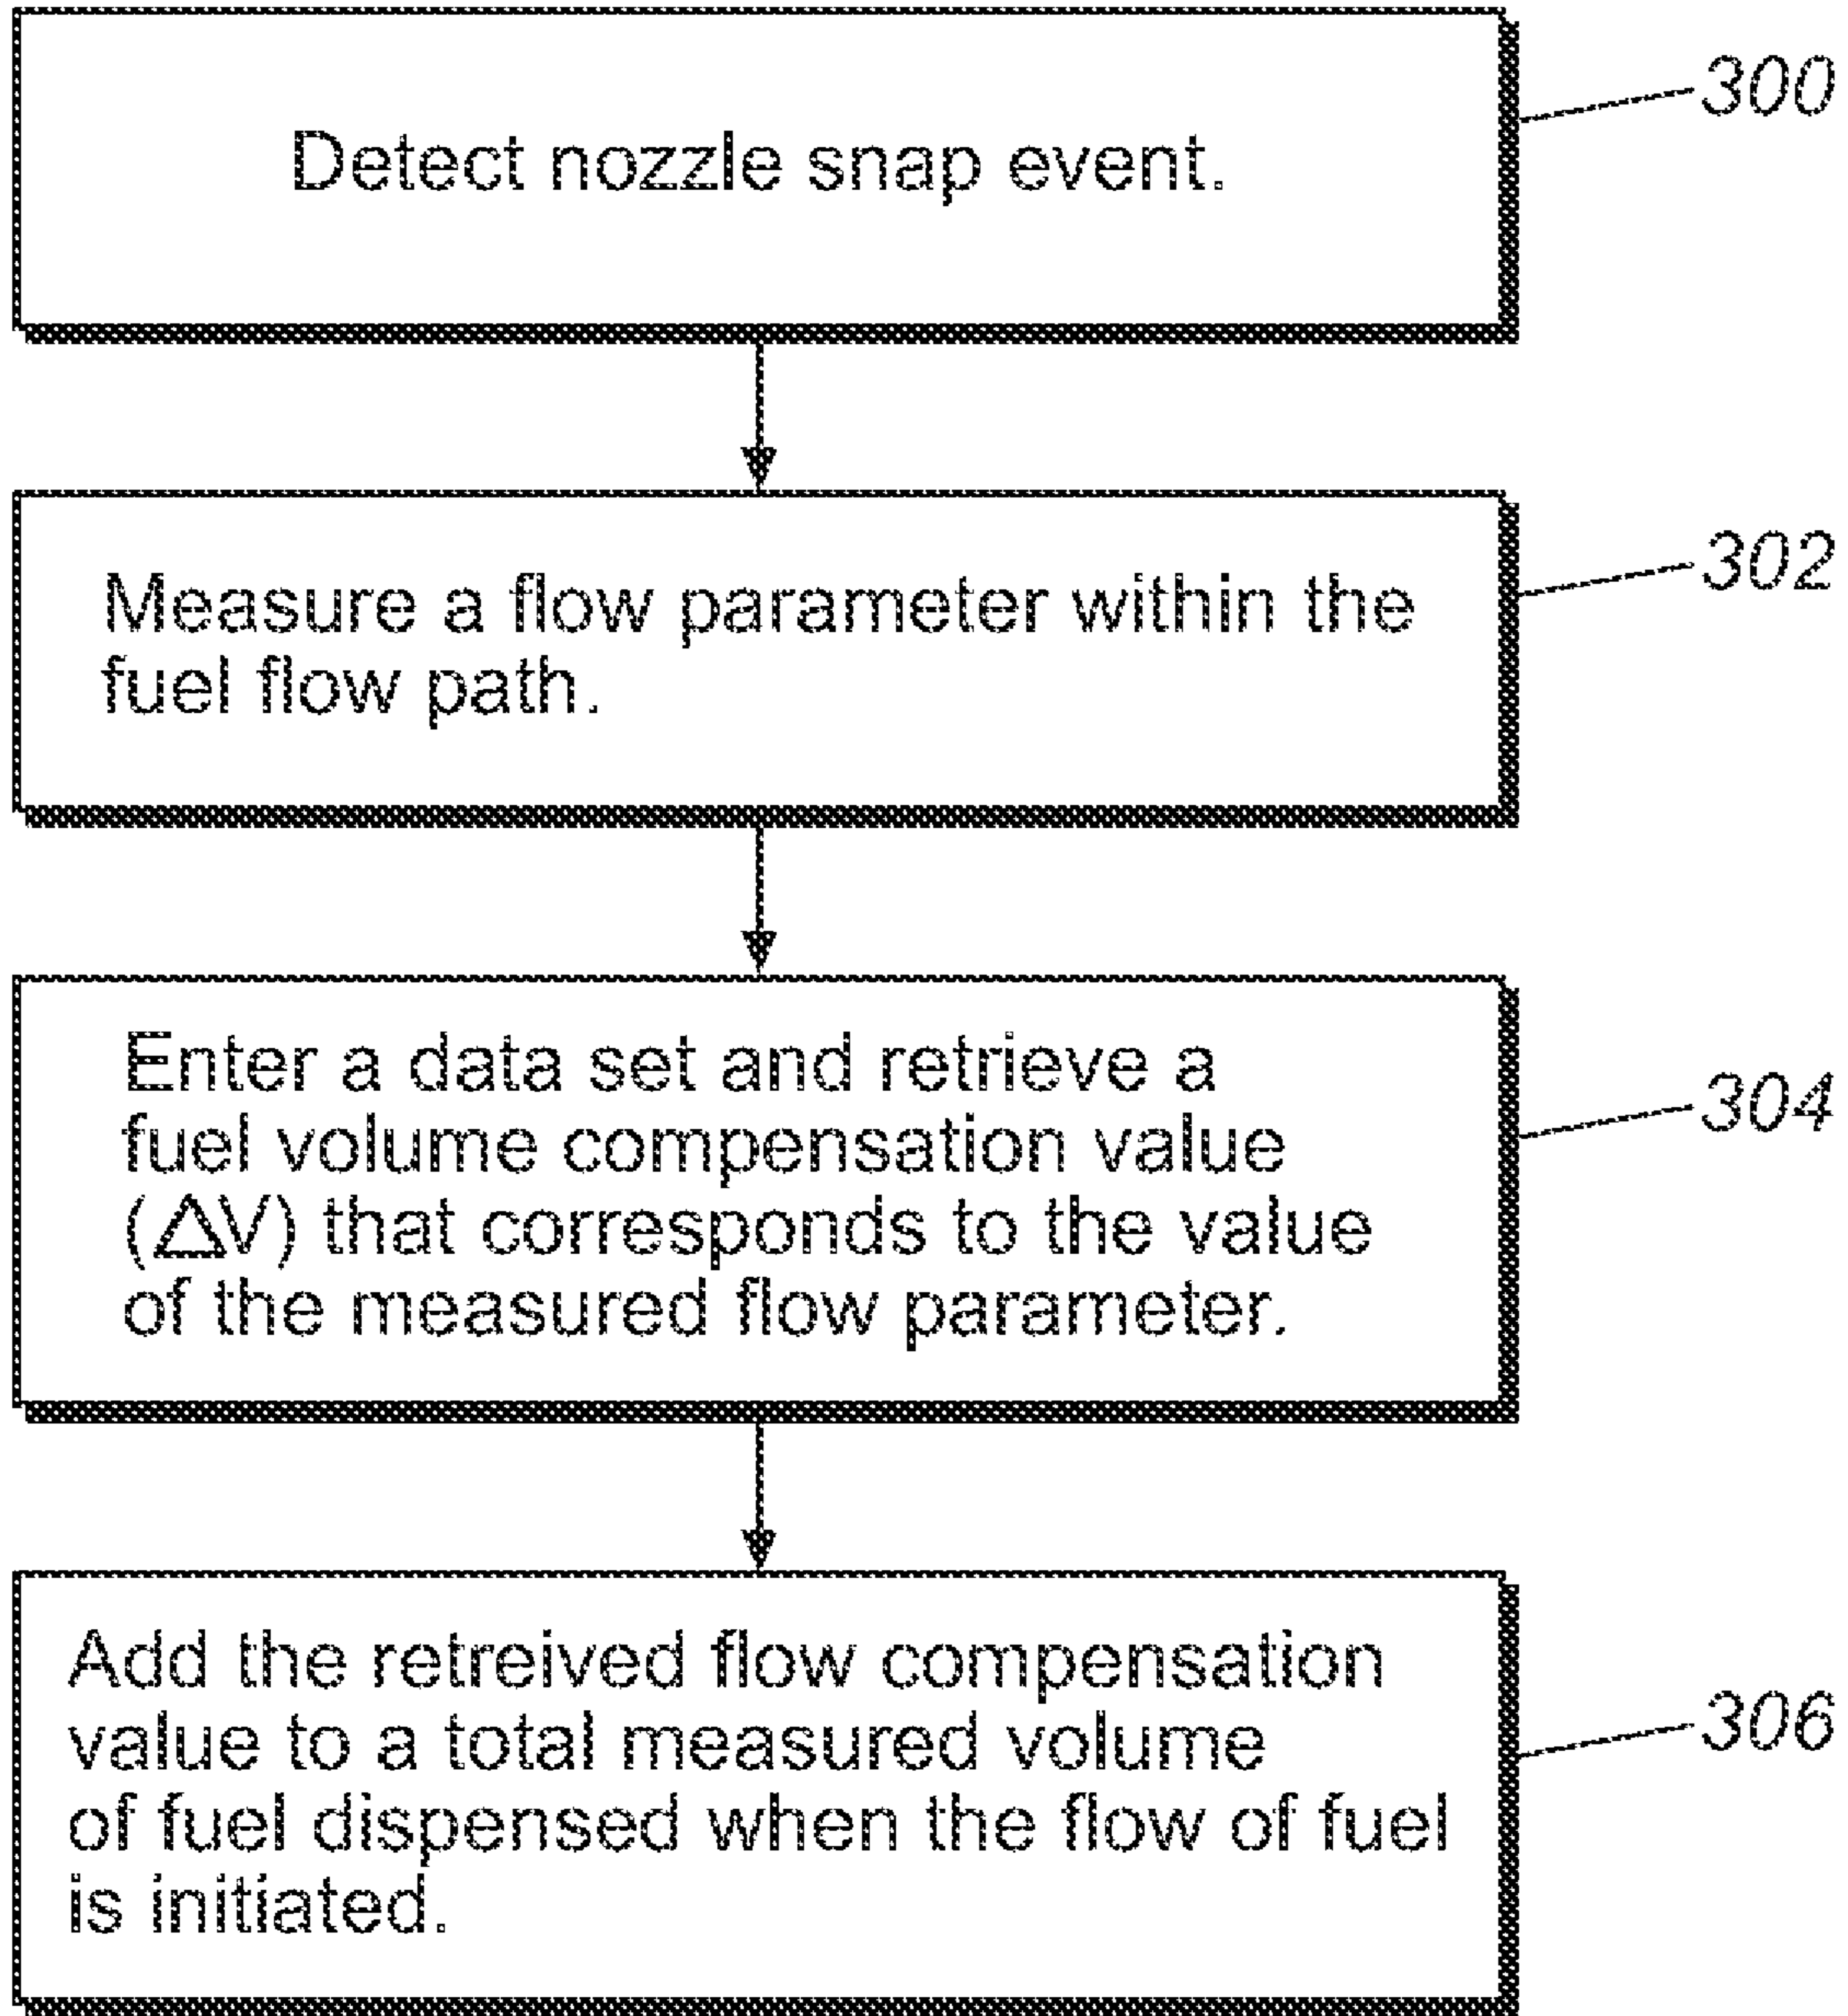 Detect nozzle snap event.
300
Measure a flow parameter within the
fuel flow path.
302
Enter a data set and retrieve a
fuel volume compensation value
(△V) that corresponds to the value
of the measured flow parameter.
304
Add the retreived flow compensation
value to a total measured volume
of fuel dispensed when the flow of fuel
is initiated.
306